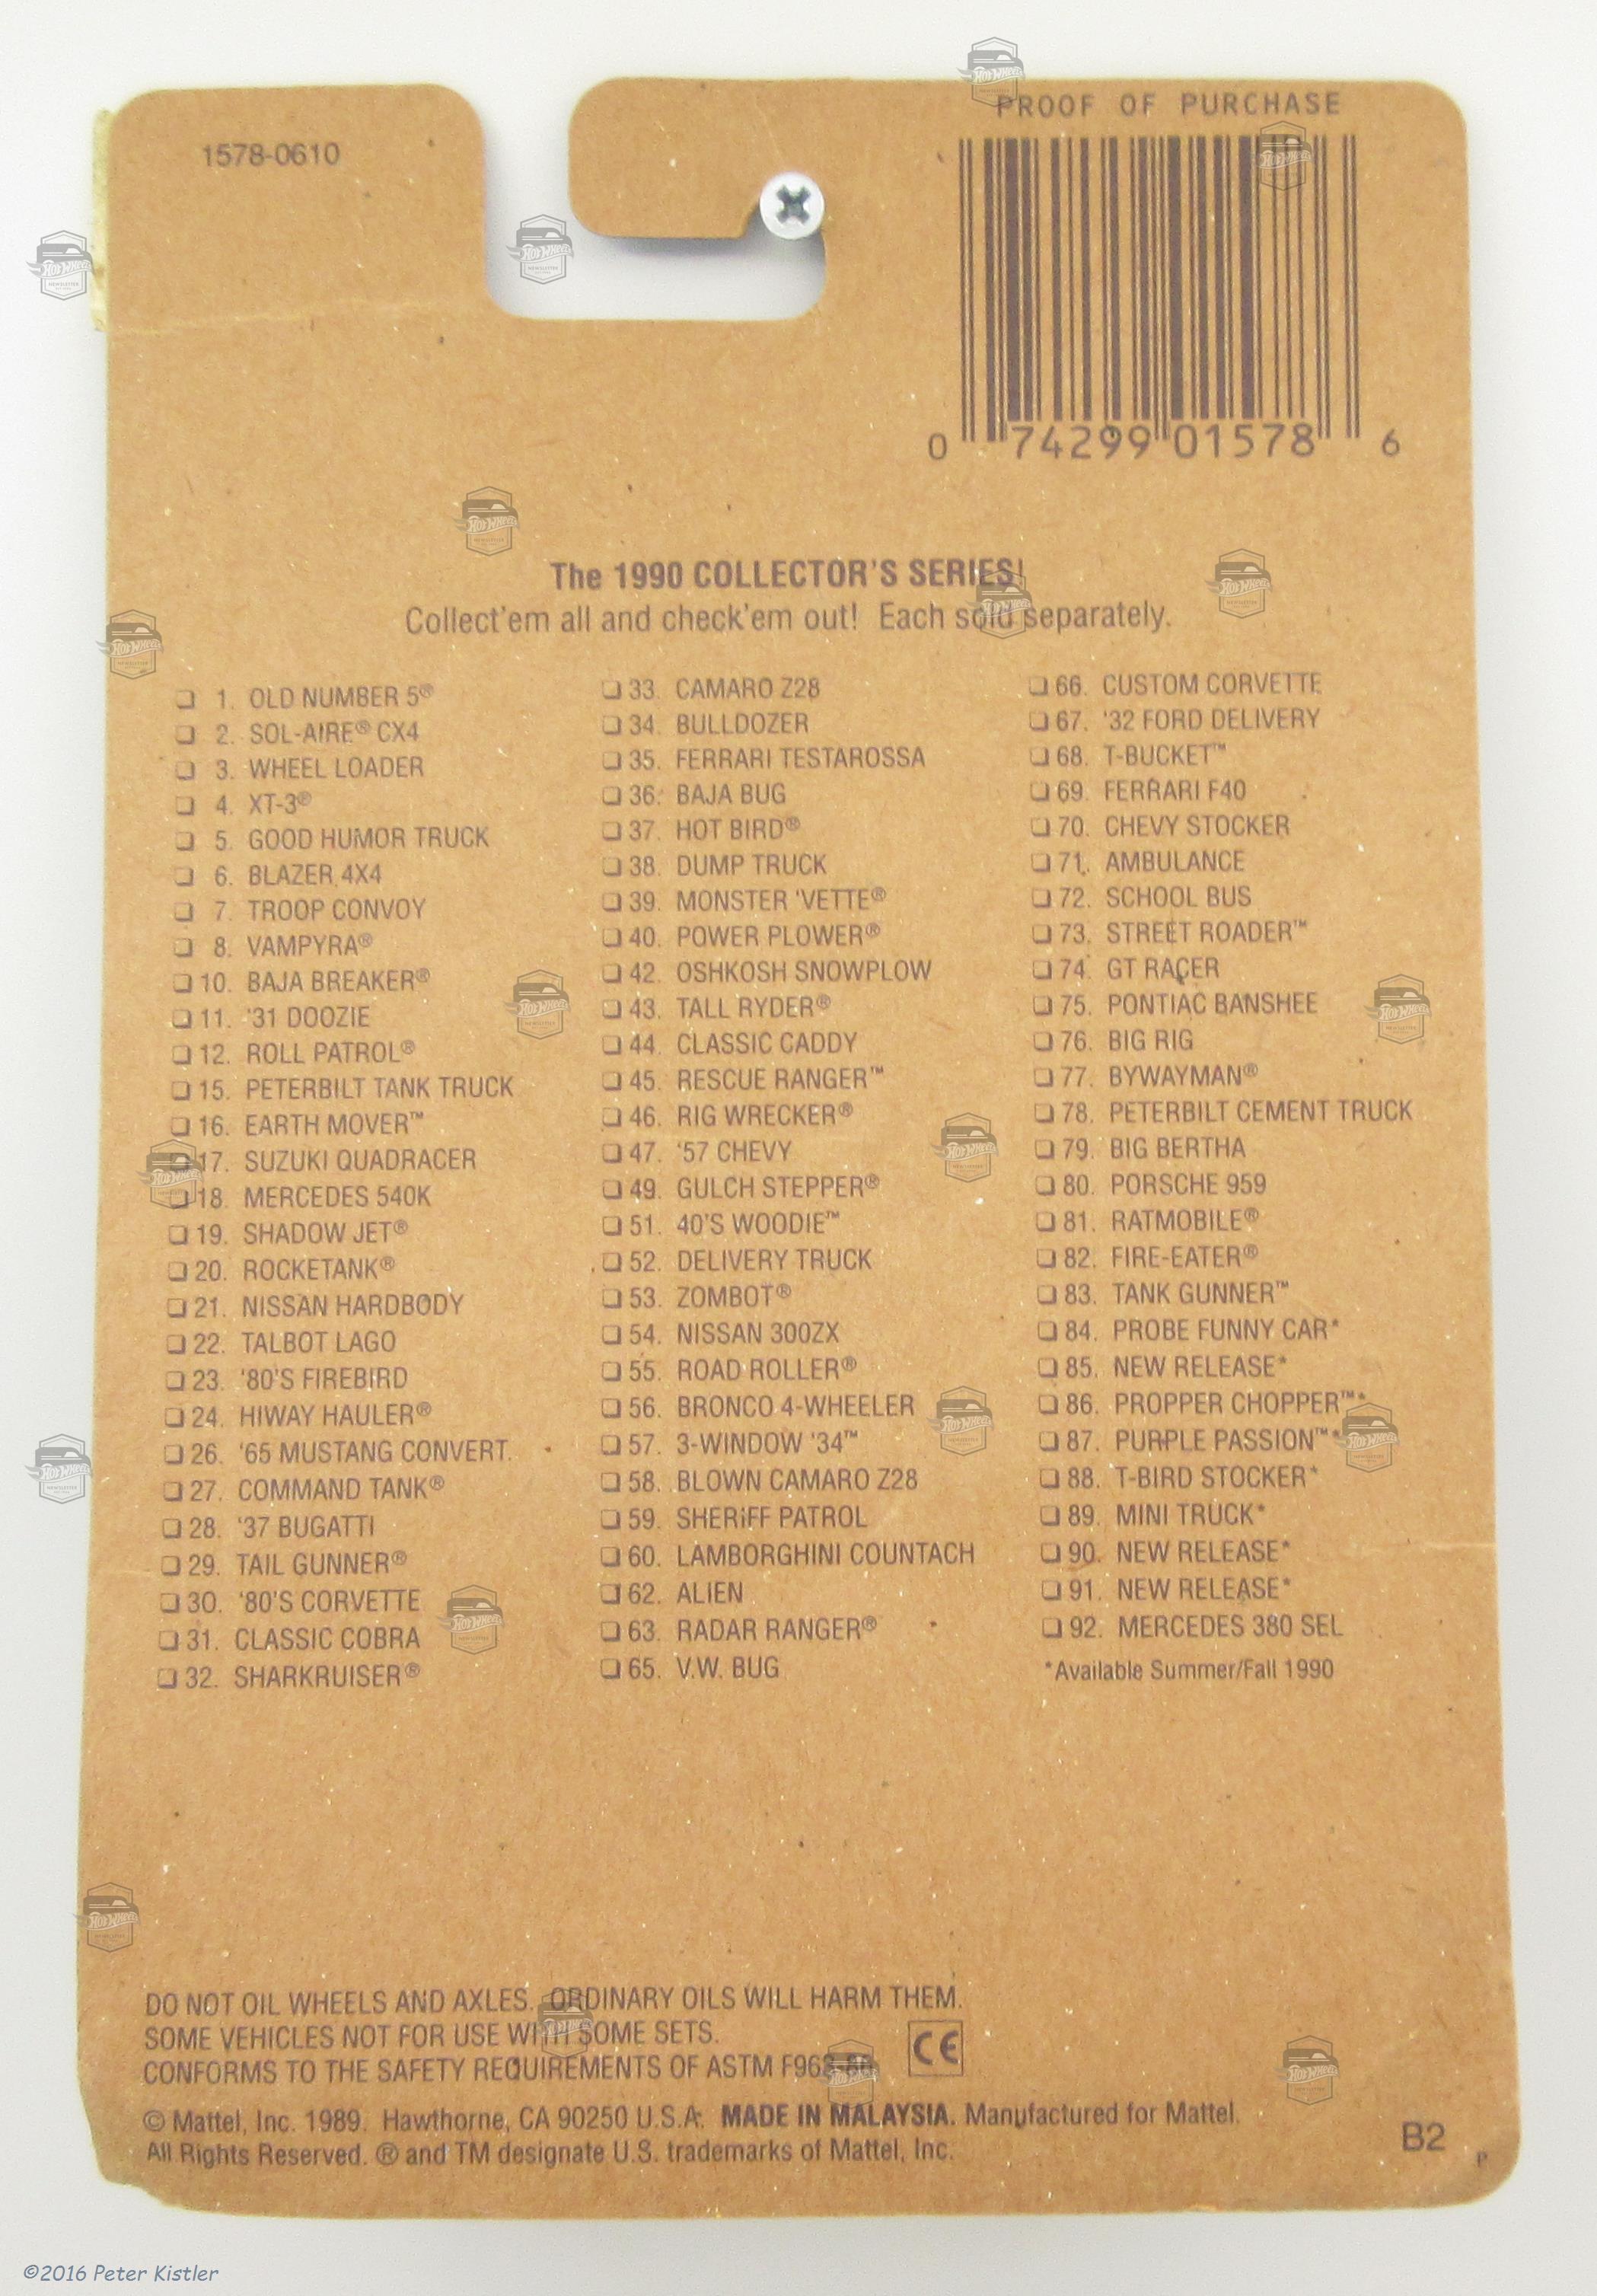 1578-0610
PROOF OF PURCHASE
0 74299 01578 6
The 1990 COLLECTOR'S SERIES!
Collect'em all and check'em out! Each sold separately.
1. OLD NUMBER 5®
2. SOL-AIRE® CX4
3. WHEEL LOADER
4. XT-3®
5. GOOD HUMOR TRUCK
6. BLAZER 4X4
7. TROOP CONVOY
8. VAMPYRA®
10. BAJA BREAKER®
11. '31 DOOZIE
12. ROLL PATROL®
15. PETERBILT TANK TRUCK
16. EARTH MOVER™
17. SUZUKI QUADRACER
18. MERCEDES 540K
19. SHADOW JET®
20. ROCKETANK®
21. NISSAN HARDBODY
22. TALBOT LAGO
23. '80'S FIREBIRD
24. HIWAY HAULER®
26. '65 MUSTANG CONVERT.
27. COMMAND TANK®
28. '37 BUGATTI
29. TAIL GUNNER®
30. '80'S CORVETTE
31. CLASSIC COBRA
32. SHARKRUISER®
33. CAMARO Z28
34. BULLDOZER
35. FERRARI TESTAROSSA
36. BAJA BUG
37. HOT BIRD®
38. DUMP TRUCK
39. MONSTER 'VETTE®
40. POWER PLOWER®
42. OSHKOSH SNOWPLOW
43. TALL RYDER®
44. CLASSIC CADDY
45. RESCUE RANGER™
46. RIG WRECKER®
47. '57 CHEVY
49. GULCH STEPPER®
51. 40'S WOODIE™
52. DELIVERY TRUCK
53. ZOMBOT®
54. NISSAN 300ZX
55. ROAD ROLLER®
56. BRONCO 4-WHEELER
57. 3-WINDOW '34™
58. BLOWN CAMARO Z28
59. SHERIFF PATROL
60. LAMBORGHINI COUNTACH
62. ALIEN
63. RADAR RANGER®
65. V.W. BUG
66. CUSTOM CORVETTE
67. '32 FORD DELIVERY
68. T-BUCKET™
69. FERRARI F40
70. CHEVY STOCKER
71. AMBULANCE
72. SCHOOL BUS
73. STREET ROADER™
74. GT RACER
75. PONTIAC BANSHEE
76. BIG RIG
77. BYWAYMAN®
78. PETERBILT CEMENT TRUCK
79. BIG BERTHA
80. PORSCHE 959
81. RATMOBILE®
82. FIRE-EATER®
83. TANK GUNNER™
84. PROBE FUNNY CAR*
85. NEW RELEASE*
86. PROPPER CHOPPER™*
87. PURPLE PASSION™*
88. T-BIRD STOCKER*
89. MINI TRUCK*
90. NEW RELEASE*
91. NEW RELEASE*
92. MERCEDES 380 SEL
*Available Summer/Fall 1990
DO NOT OIL WHEELS AND AXLES. ORDINARY OILS WILL HARM THEM.
SOME VEHICLES NOT FOR USE WITH SOME SETS.
CONFORMS TO THE SAFETY REQUIREMENTS OF ASTM F963-86
CE
© Mattel, Inc. 1989. Hawthorne, CA 90250 U.S.A. MADE IN MALAYSIA. Manufactured for Mattel.
All Rights Reserved. ® and TM designate U.S. trademarks of Mattel, Inc.
B2
P
©2016 Peter Kistler